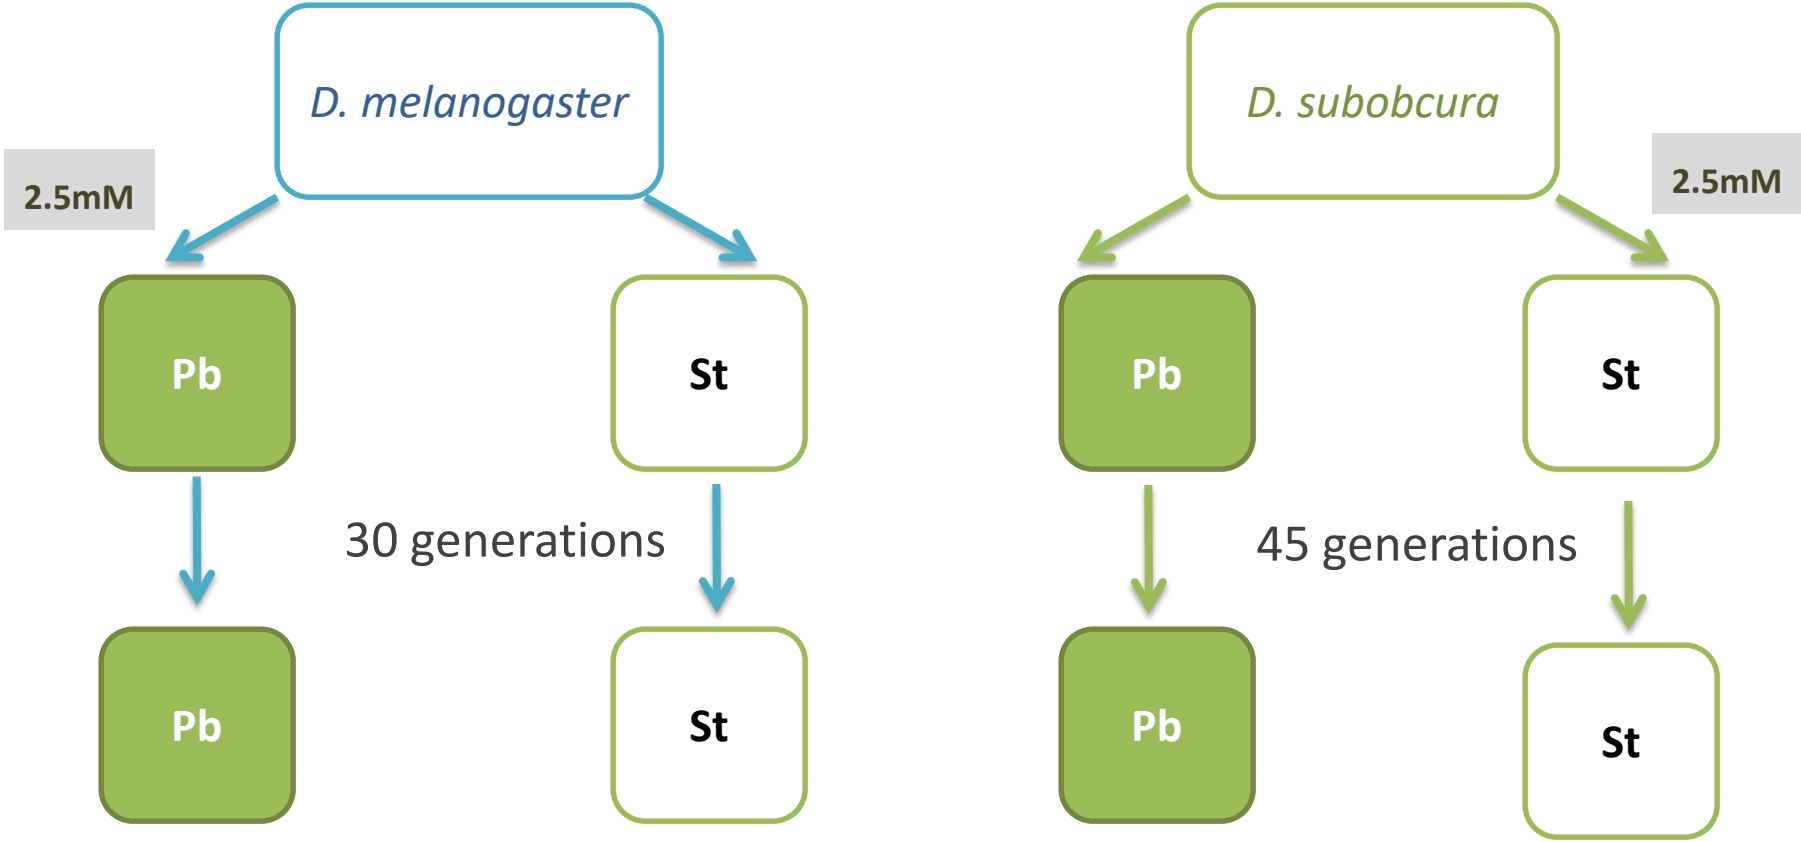 D. melanogaster
D. subobcura
2.5mM
2.5mM
Pb
St
Pb
St
30 generations
45 generations
Pb
St
Pb
St